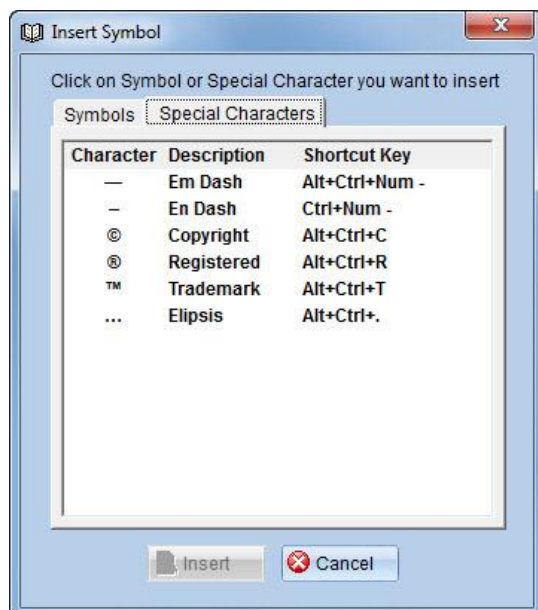 Insert Symbol
Click on Symbol or Special Character you want to insert
Symbols Special Characters
Character Description Shortcut Key
— Em Dash Alt+Ctrl+Num -
– En Dash Ctrl+Num -
© Copyright Alt+Ctrl+C
® Registered Alt+Ctrl+R
™ Trademark Alt+Ctrl+T
… Elipsis Alt+Ctrl+.
Insert Cancel